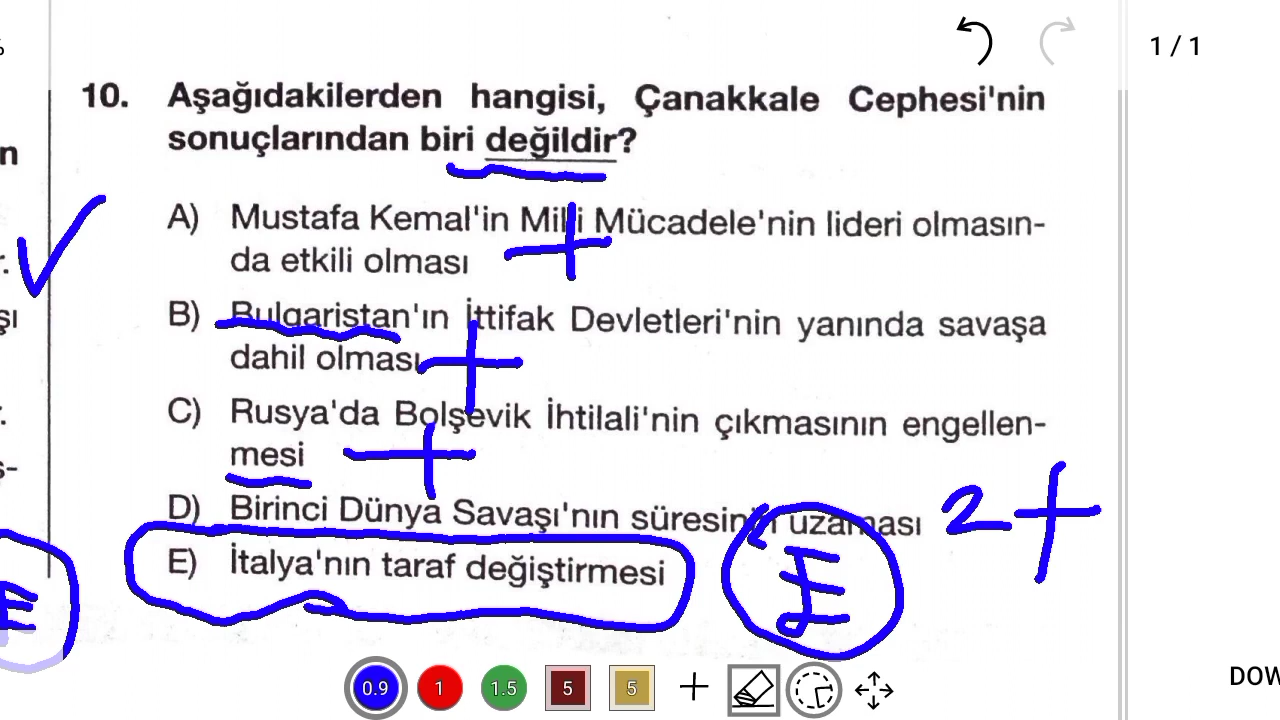 1 / 1
10. Aşağıdakilerden hangisi, Çanakkale Cephesi'nin
sonuçlarından biri değildir?
A) Mustafa Kemal'in Milli Mücadele'nin lideri olmasın-
da etkili olması
B) Bulgaristan'ın İttifak Devletleri'nin yanında savaşa
dahil olması
C) Rusya'da Bolşevik İhtilali'nin çıkmasının engellen-
mesi
D) Birinci Dünya Savaşı'nın süresinin uzaması
2+
E) İtalya'nın taraf değiştirmesi
E
0.9 1 1.5 5 5